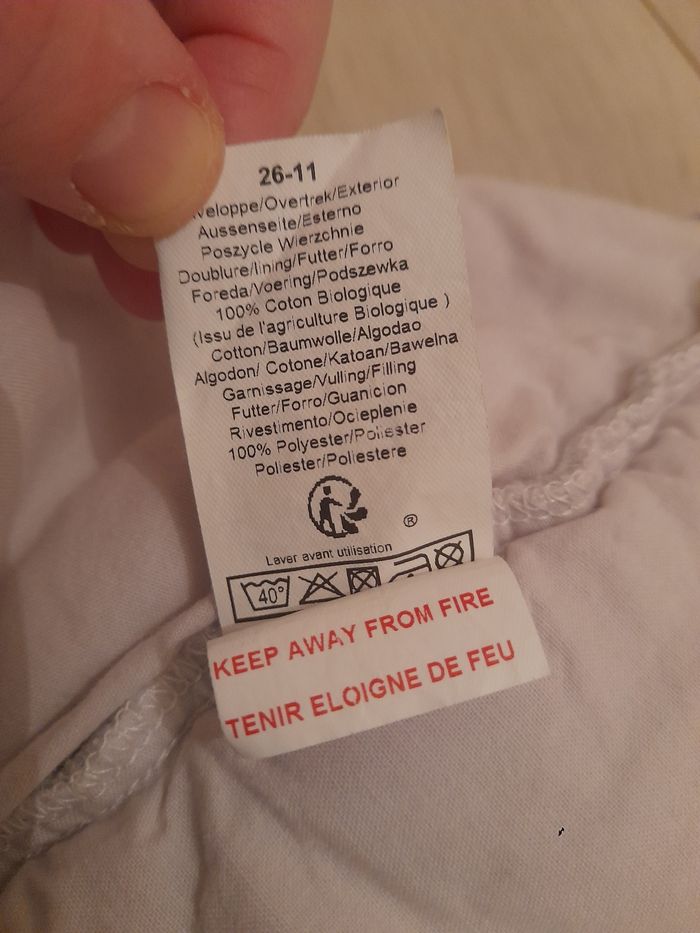 26-11
veloppe/Overtrek/Exterior
Aussenseite/Esterno
Poszycie Wierzchnie
Doublure/lining/Futter/Forro
Foreda/Voering/Podszewka
100% Coton Biologique
(Issu de l'agriculture Biologique )
Cotton/Baumwolle/Algodao
Algodon/ Cotone/Katoan/Bawelna
Garnissage/Vulling/Filling
Futter/Forro/Guanicion
Rivestimento/Ocieplenie
100% Polyester/Poliester
Poliester/Poliestere
®
Laver avant utilisation
40°
KEEP AWAY FROM FIRE
TENIR ELOIGNE DE FEU